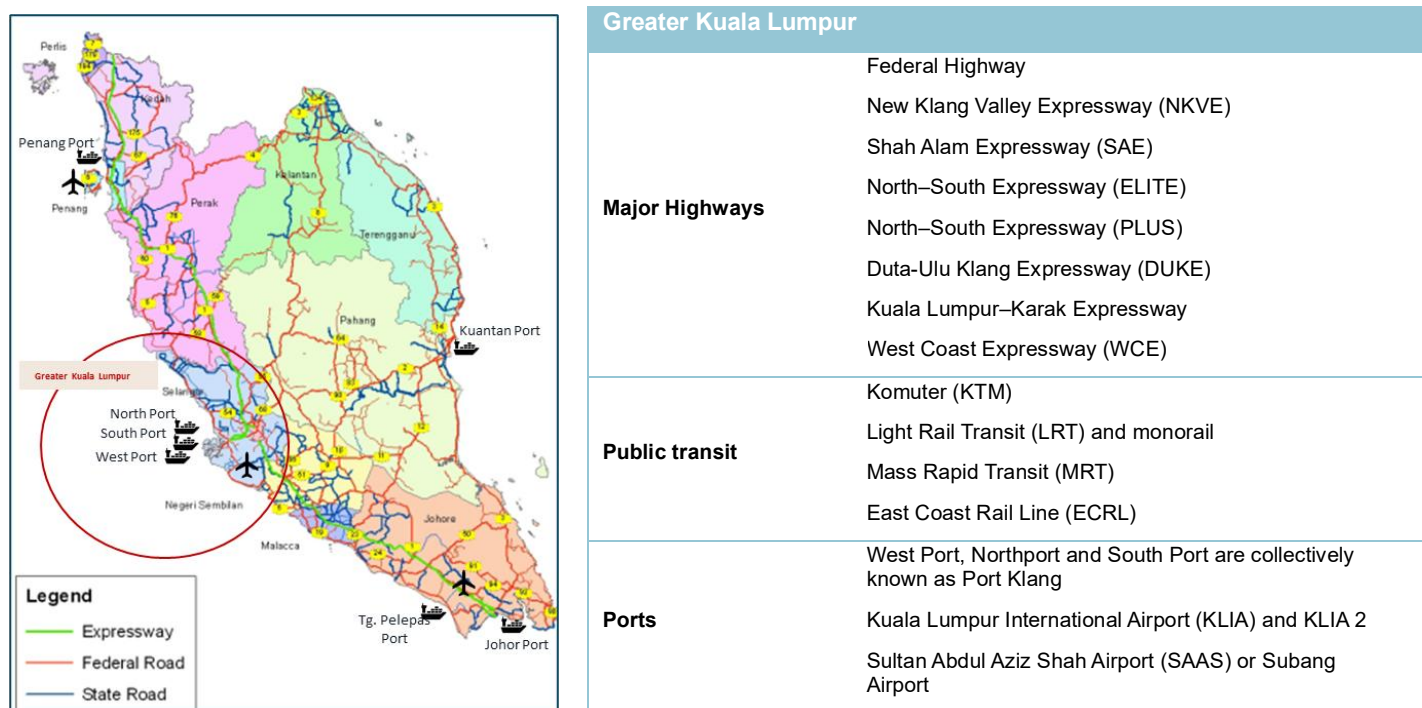 Perlis
Kedah
Penang Port
Penang
Perak
Kelantan
Terengganu
Pahang
Kuantan Port
Greater Kuala Lumpur
North Port
South Port
West Port
Negeri Sembilan
Malacca
Johore
Tg. Pelepas
Port
Johor Port
Legend
Expressway
Federal Road
State Road
Greater Kuala Lumpur
Major Highways
Federal Highway
New Klang Valley Expressway (NKVE)
Shah Alam Expressway (SAE)
North–South Expressway (ELITE)
North–South Expressway (PLUS)
Duta-Ulu Klang Expressway (DUKE)
Kuala Lumpur–Karak Expressway
West Coast Expressway (WCE)
Public transit
Komuter (KTM)
Light Rail Transit (LRT) and monorail
Mass Rapid Transit (MRT)
East Coast Rail Line (ECRL)
Ports
West Port, Northport and South Port are collectively
known as Port Klang
Kuala Lumpur International Airport (KLIA) and KLIA 2
Sultan Abdul Aziz Shah Airport (SAAS) or Subang
Airport